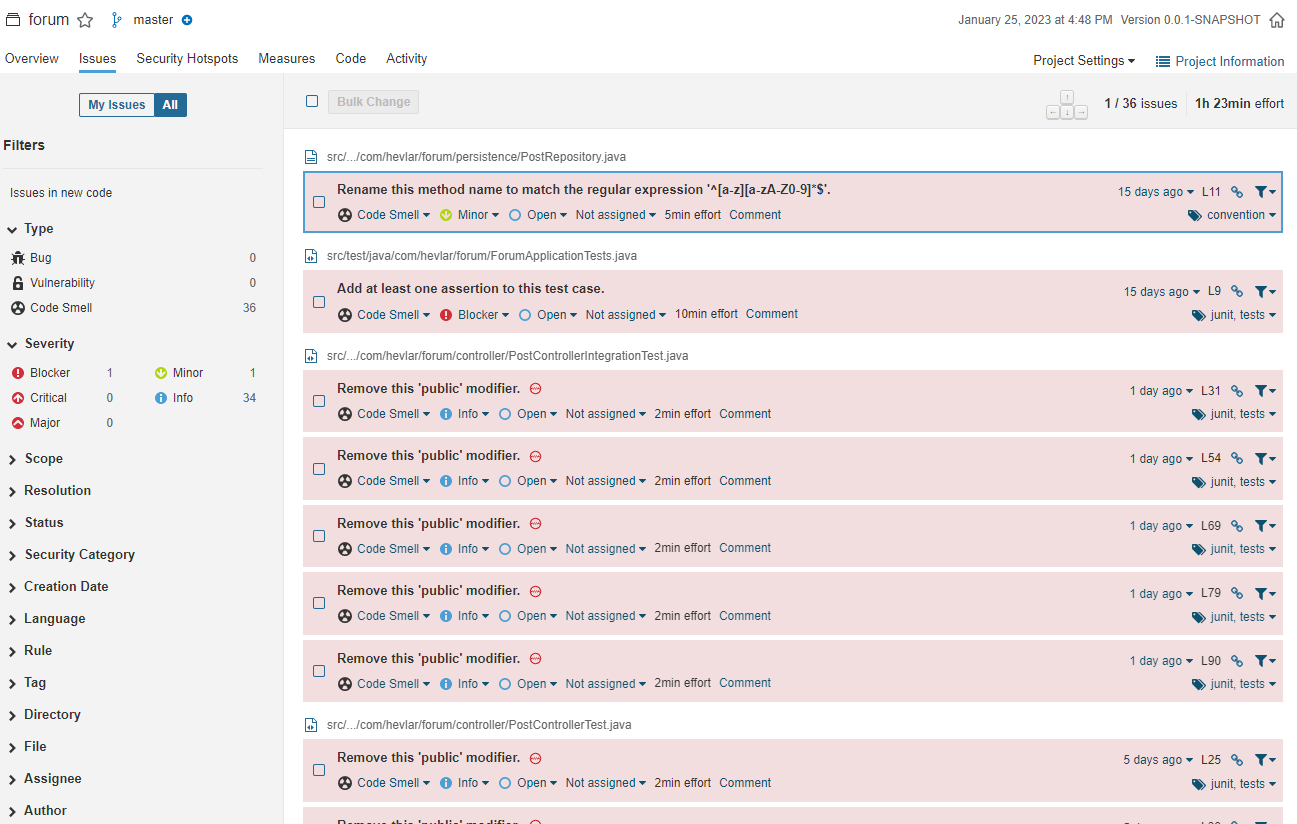 forum master January 25, 2023 at 4:48 PM Version 0.0.1-SNAPSHOT
Overview Issues Security Hotspots Measures Code Activity Project Settings Project Information
My Issues All
Filters
Issues in new code
Type
Bug 0
Vulnerability 0
Code Smell 36
Severity
Blocker 1 Minor 1
Critical 0 Info 34
Major 0
Scope
Resolution
Status
Security Category
Creation Date
Language
Rule
Tag
Directory
File
Assignee
Author
Bulk Change 1 / 36 issues 1h 23min effort
src/.../com/hevlar/forum/persistence/PostRepository.java
Rename this method name to match the regular expression '^[a-z][a-zA-Z0-9]*$'. 15 days ago L11
Code Smell Minor Open Not assigned 5min effort Comment convention
src/test/java/com/hevlar/forum/ForumApplicationTests.java
Add at least one assertion to this test case. 15 days ago L9
Code Smell Blocker Open Not assigned 10min effort Comment junit, tests
src/.../com/hevlar/forum/controller/PostControllerIntegrationTest.java
Remove this 'public' modifier. 1 day ago L31
Code Smell Info Open Not assigned 2min effort Comment junit, tests
Remove this 'public' modifier. 1 day ago L54
Code Smell Info Open Not assigned 2min effort Comment junit, tests
Remove this 'public' modifier. 1 day ago L69
Code Smell Info Open Not assigned 2min effort Comment junit, tests
Remove this 'public' modifier. 1 day ago L79
Code Smell Info Open Not assigned 2min effort Comment junit, tests
Remove this 'public' modifier. 1 day ago L90
Code Smell Info Open Not assigned 2min effort Comment junit, tests
src/.../com/hevlar/forum/controller/PostControllerTest.java
Remove this 'public' modifier. 5 days ago L25
Code Smell Info Open Not assigned 2min effort Comment junit, tests
Remove this 'public' modifier.